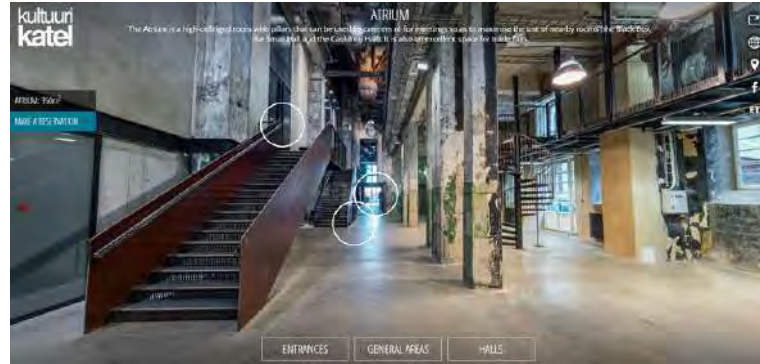 kultuuri
katel
ATRIUM
The Atrium is a high-ceilinged room with pillars that can be used by caterers or for meetings so as to maximise the use of nearby rooms (the Black Box,
the Small Hall and the Cauldron Hall). It is also an excellent space for trade fairs.
ATRIUM:
MAKE A RESERVATION
ET
ENTRANCES
GENERAL AREAS
HALLS